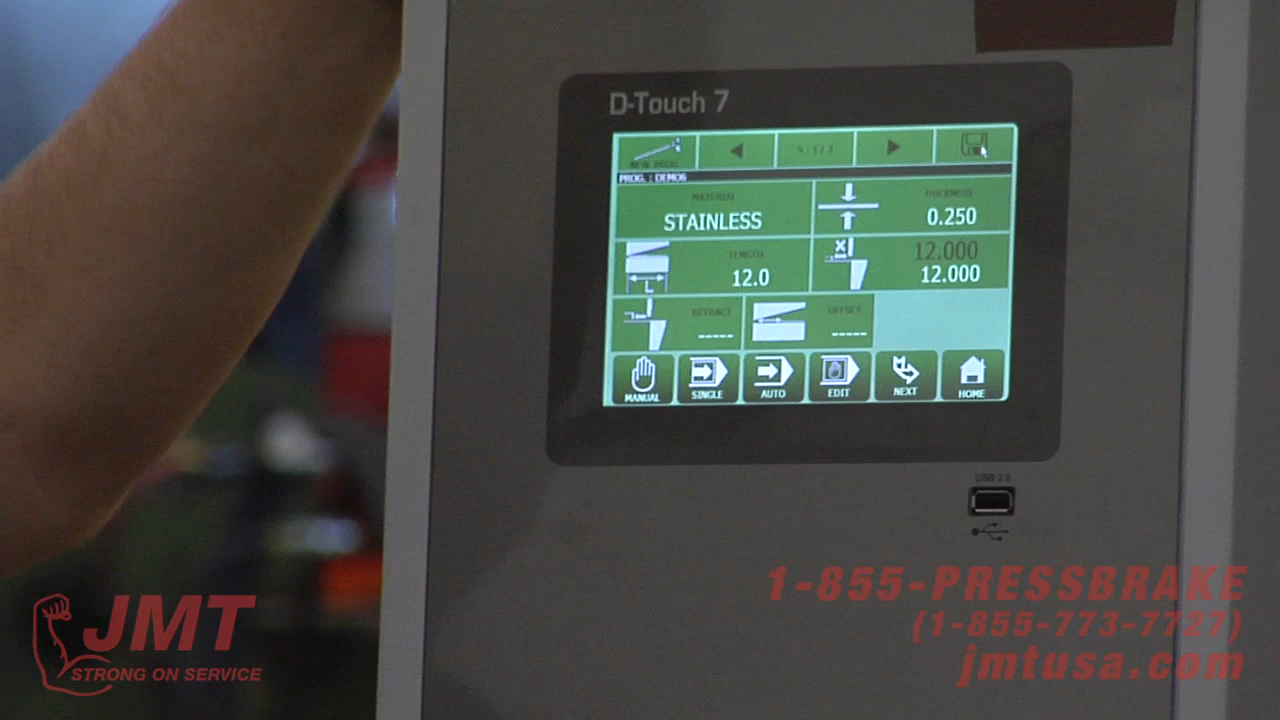 D-Touch 7
NEW PROG.
PROG. : DEMO6
MATERIAL
STAINLESS
THICKNESS
0.250
LENGTH
12.0
L
X
12.000
12.000
RETRACT
-----
OFFSET
-----
MANUAL
SINGLE
AUTO
EDIT
NEXT
HOME
USB 2.0
JMT
STRONG ON SERVICE
1-855-PRESSBRAKE
(1-855-773-7727)
jmtusa.com